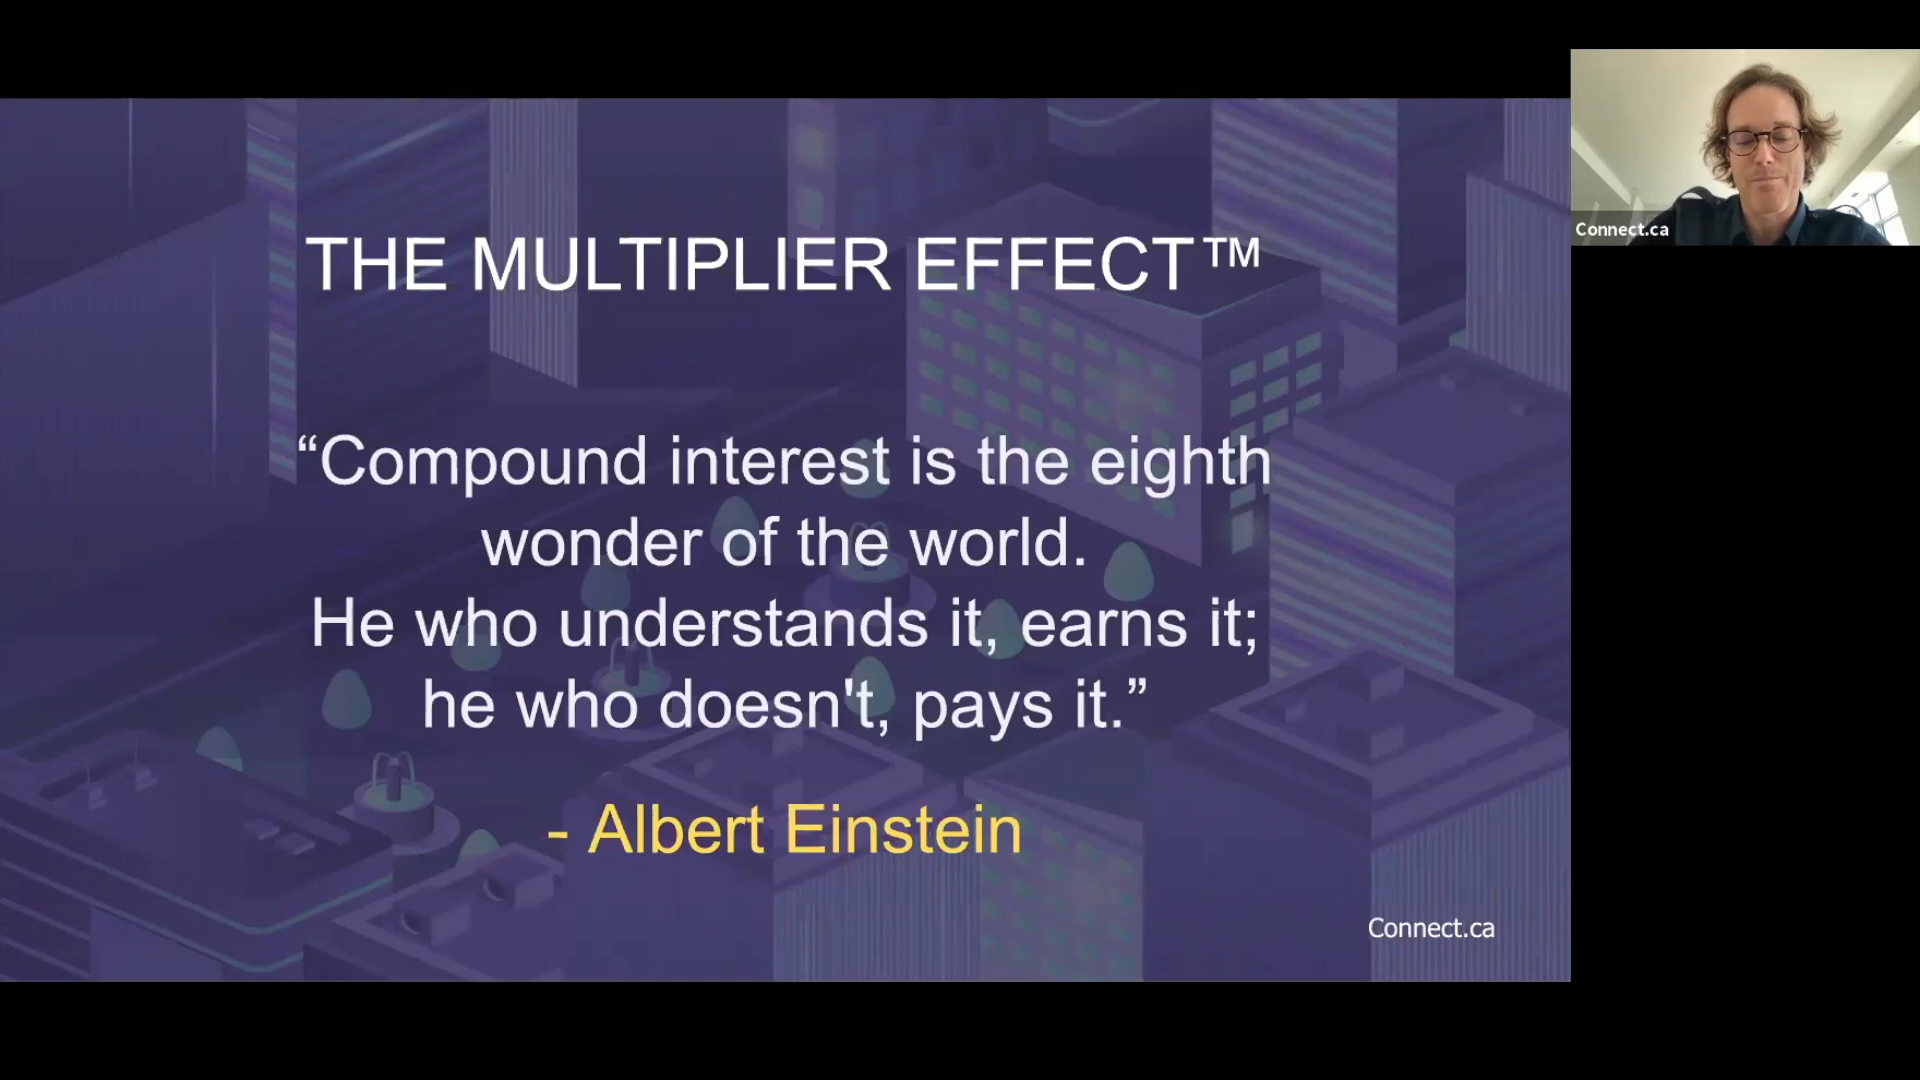 THE MULTIPLIER EFFECT™
“Compound interest is the eighth
wonder of the world.
He who understands it, earns it;
he who doesn't, pays it.”
- Albert Einstein
Connect.ca
Connect.ca